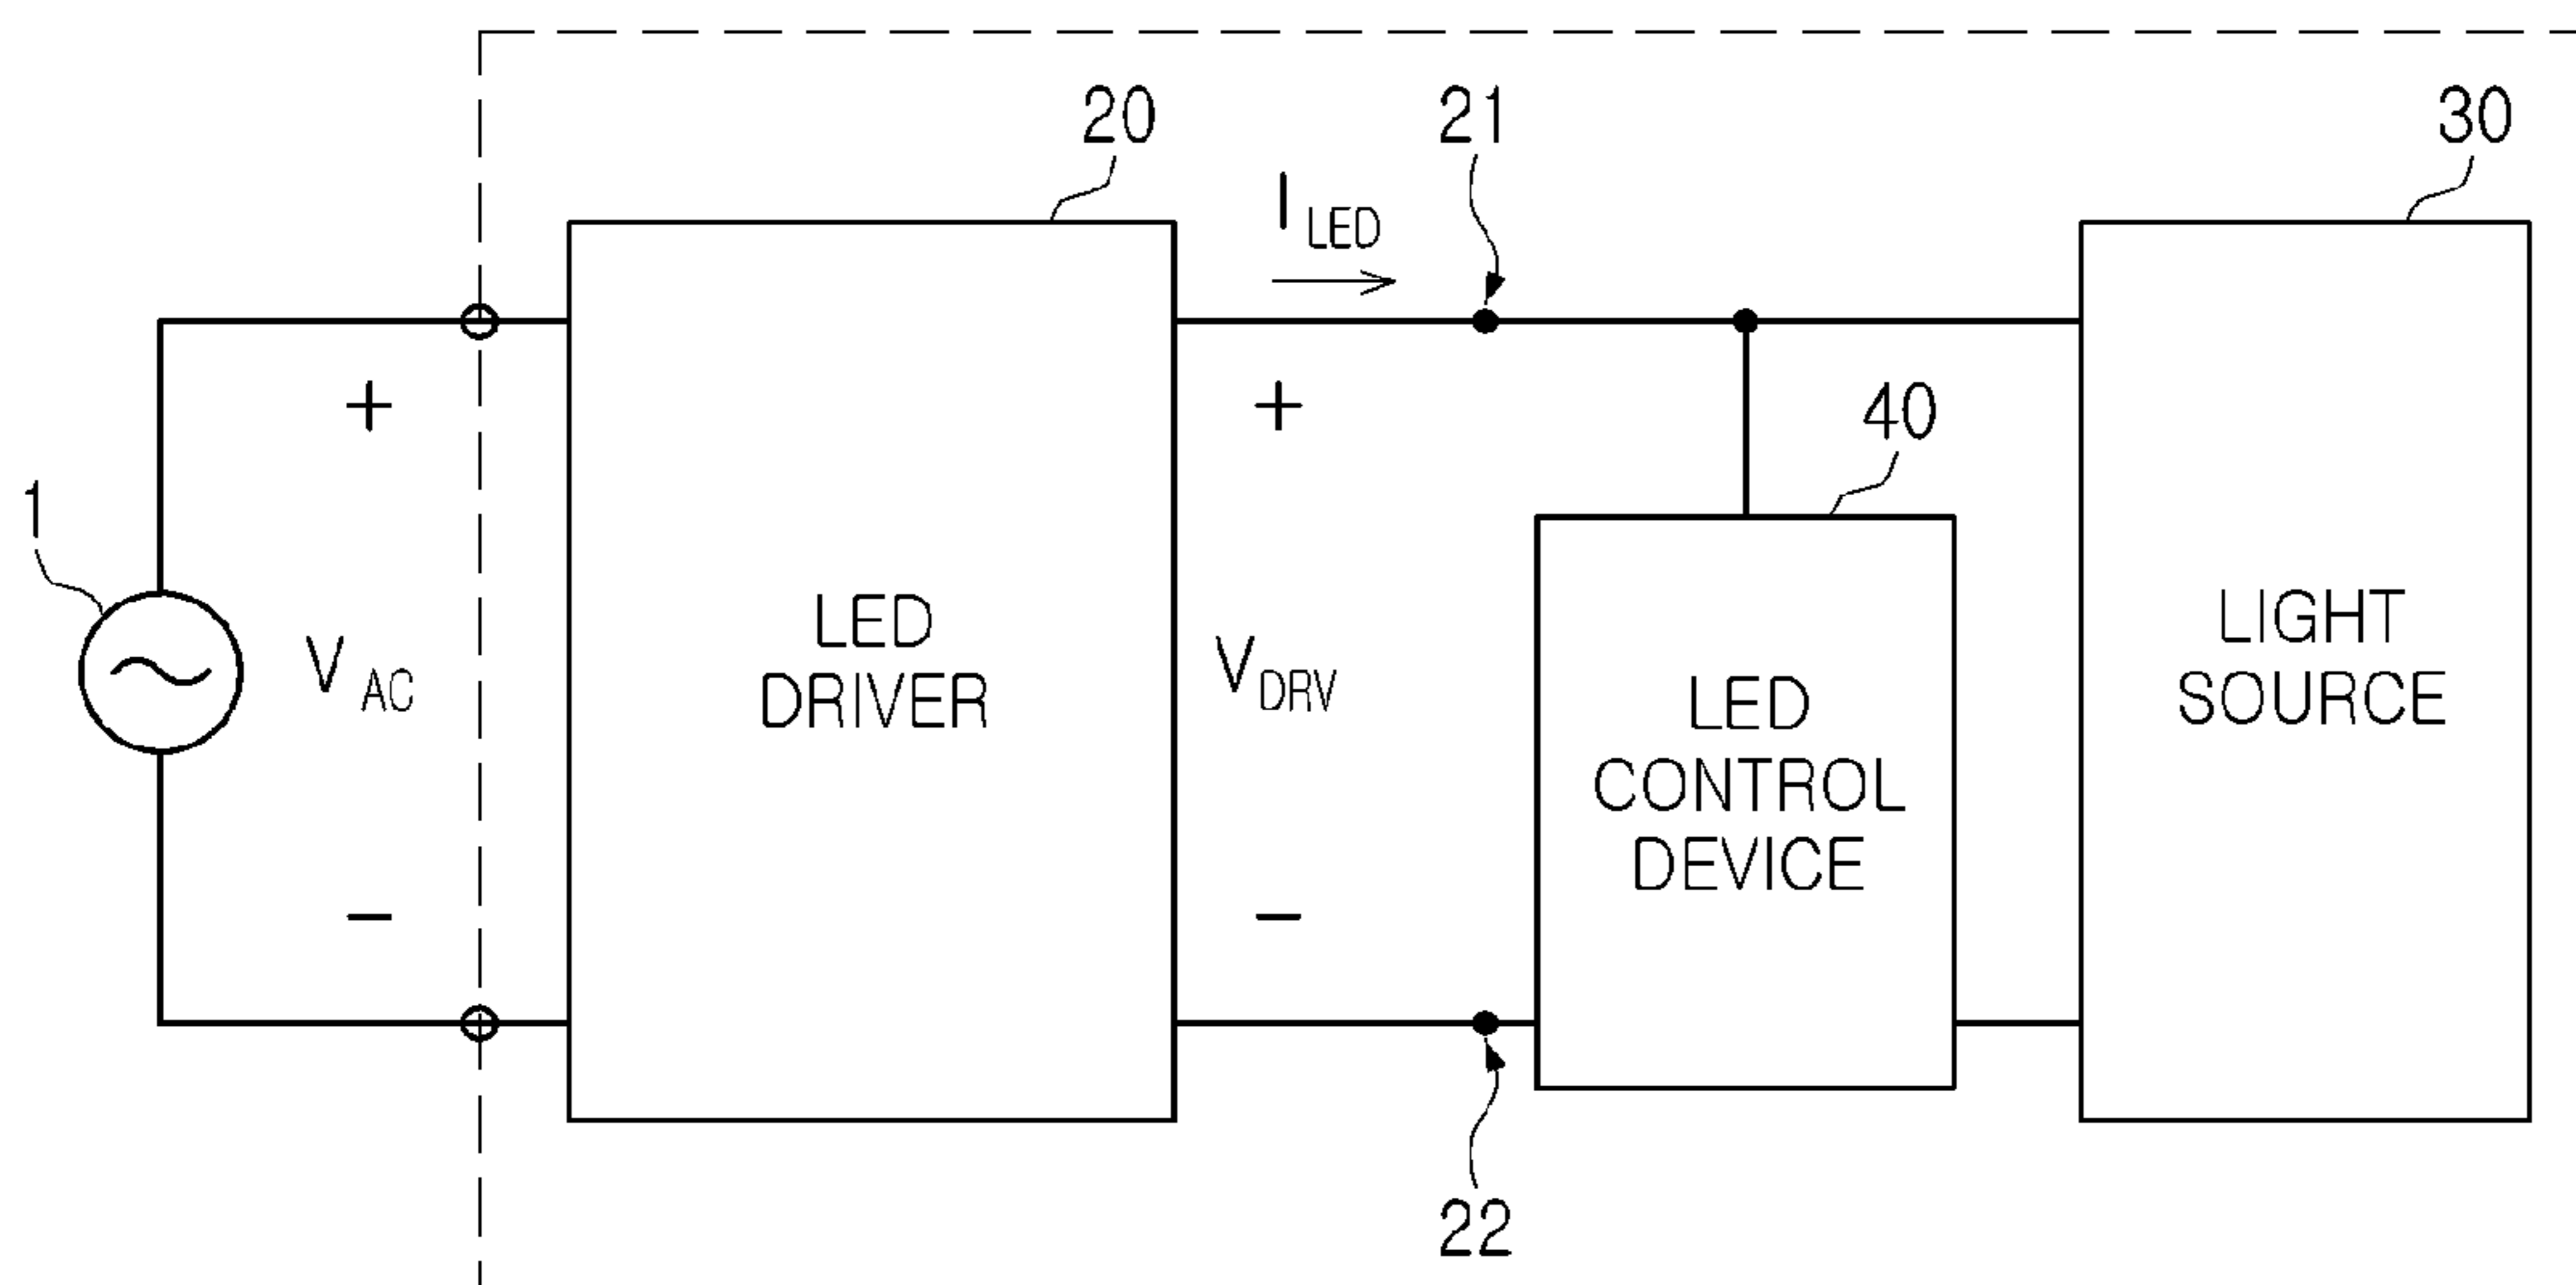 20
21
30
I LED
+
+
40
1
LED
DRIVER
V AC
V DRV
LIGHT
SOURCE
LED
CONTROL
DEVICE
−
−
22